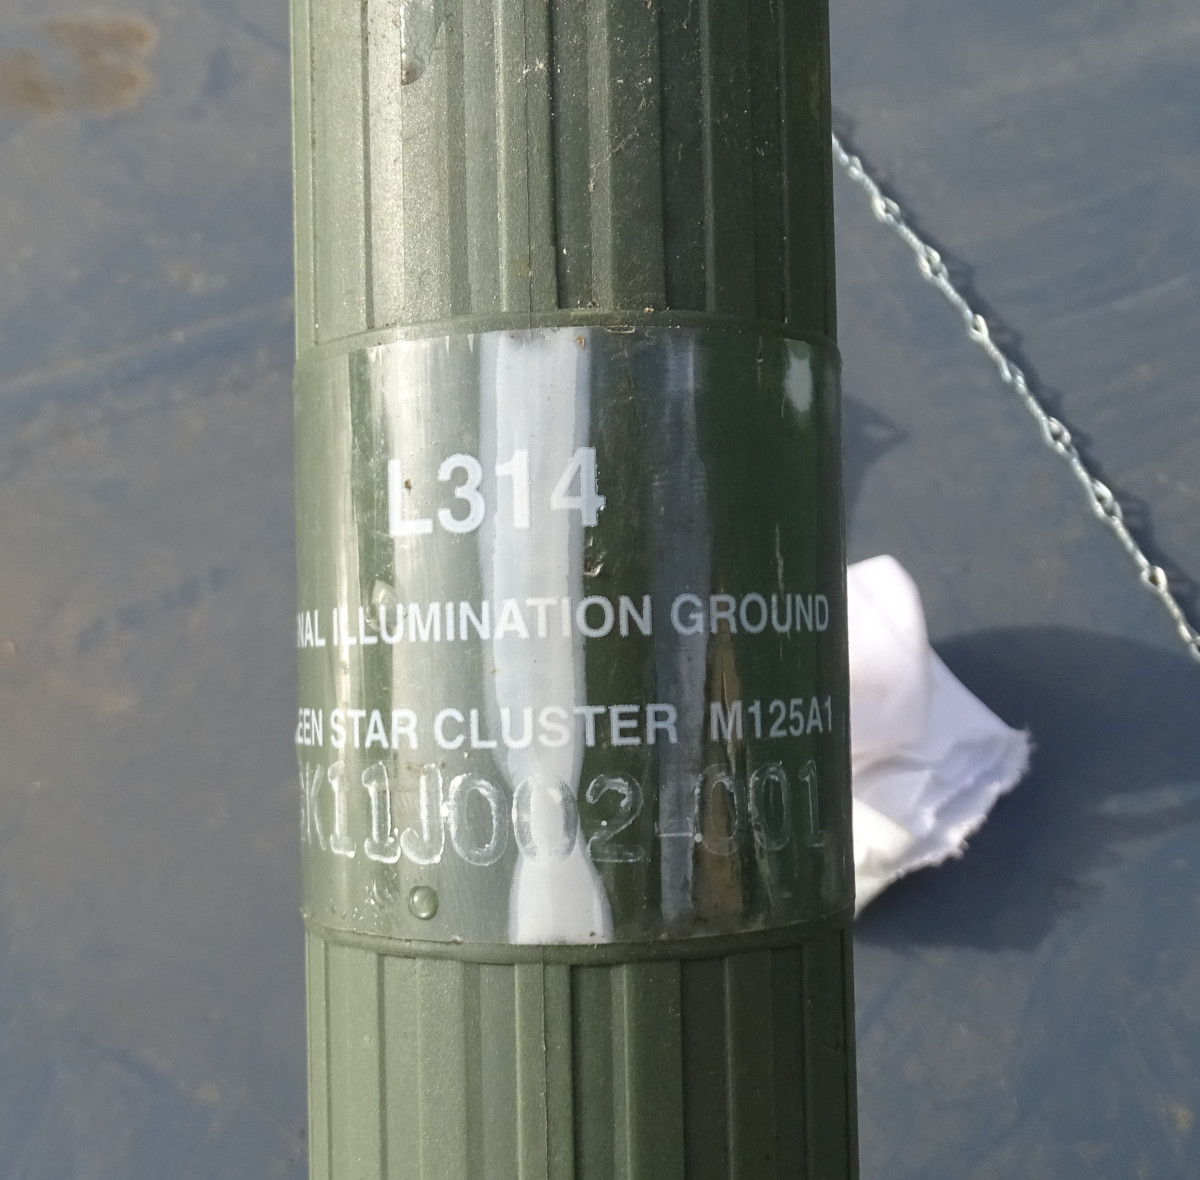 L314
NAL ILLUMINATION GROUND
EEN STAR CLUSTER M125A1
K11J002-001